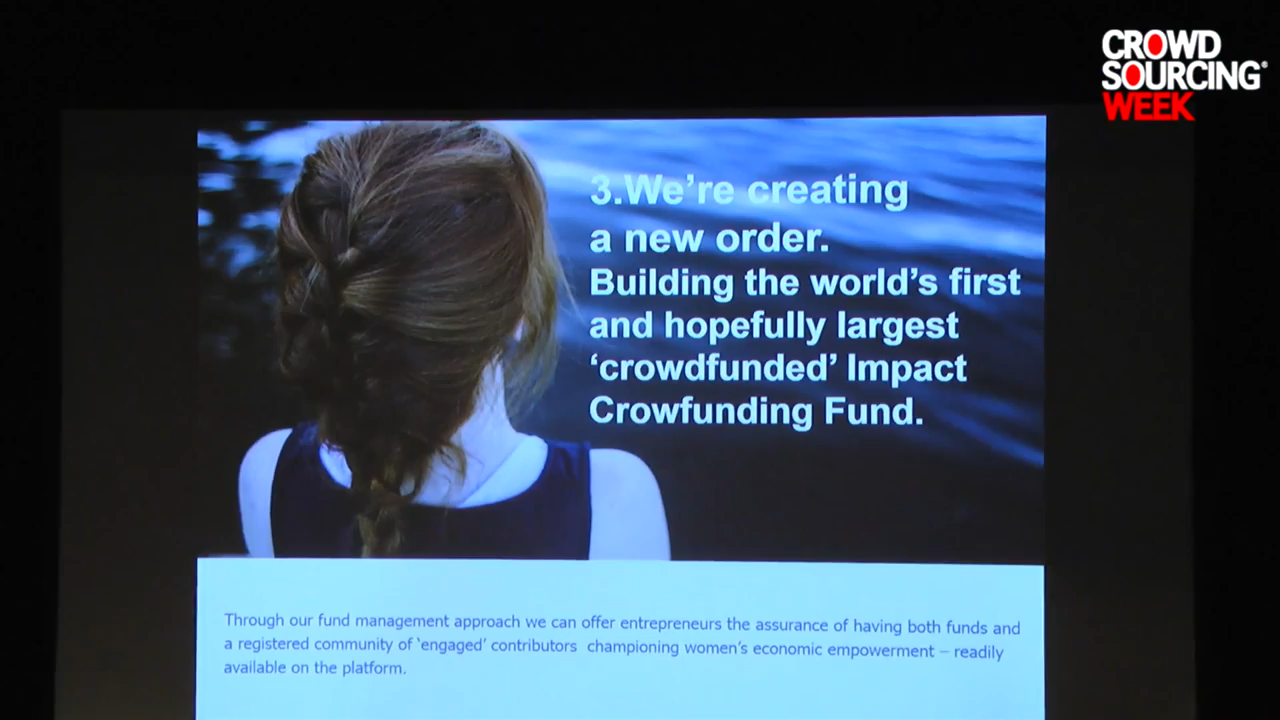 CROWD
SOURCING®
WEEK
3.We’re creating
a new order.
Building the world’s first
and hopefully largest
‘crowdfunded’ Impact
Crowfunding Fund.
Through our fund management approach we can offer entrepreneurs the assurance of having both funds and
a registered community of ‘engaged’ contributors championing women’s economic empowerment – readily
available on the platform.